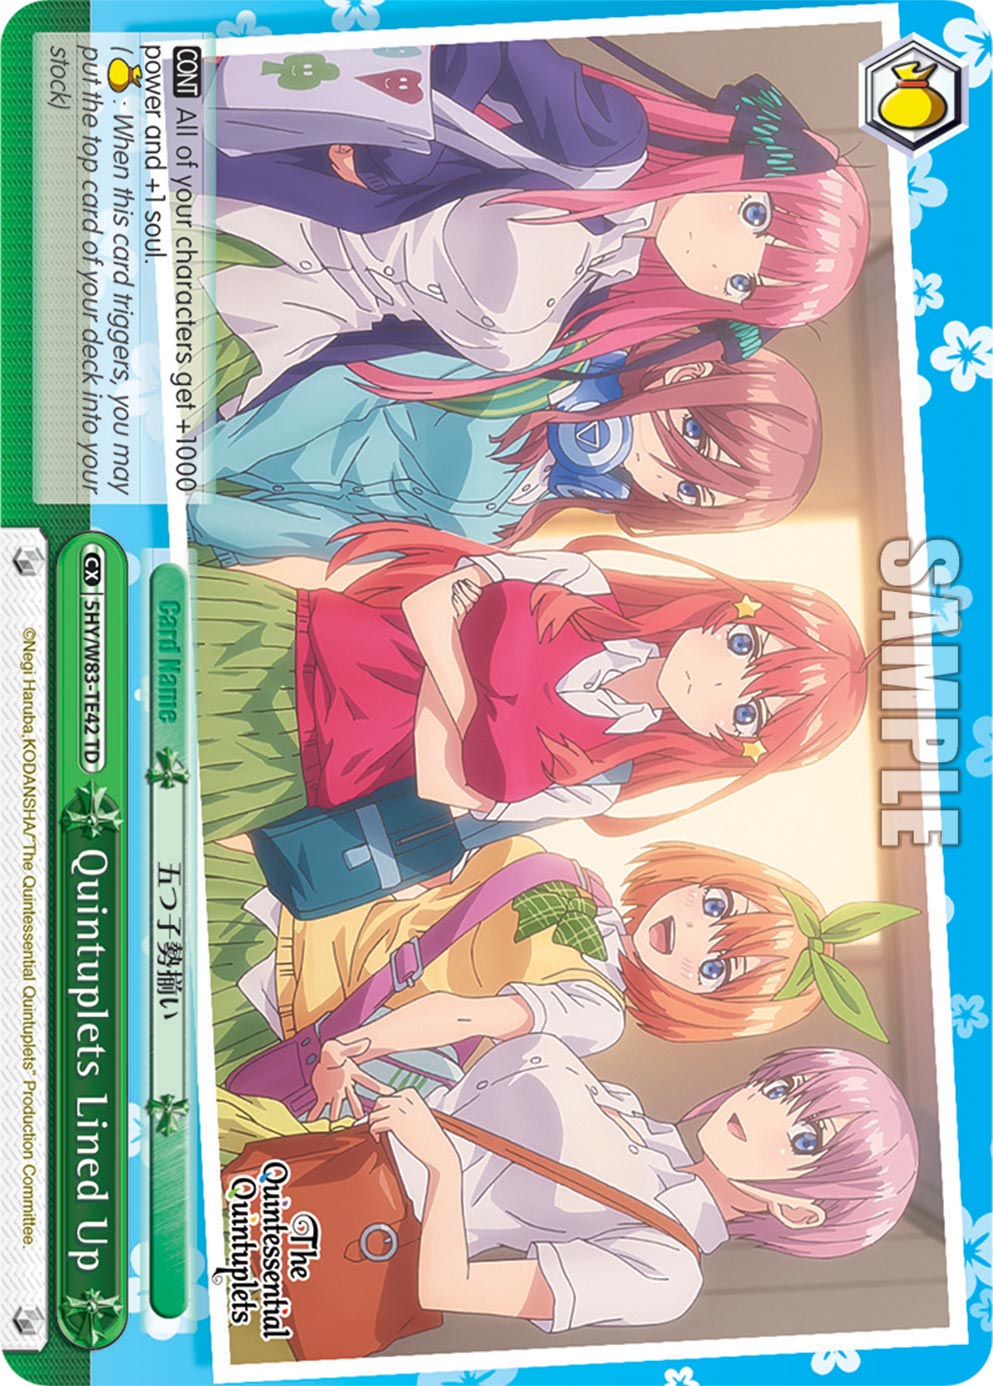 SAMPLE
The
Quintessential
Quintuplets
CONT All of your characters get +1000
power and +1 soul.
( : When this card triggers, you may
put the top card of your deck into your
stock)
Card Name
五つ子勢揃い
CX 5HY/W83-TE42 TD
Quintuplets Lined Up
©Negi Haruba,KODANSHA/"The Quintessential Quintuplets" Production Committee.